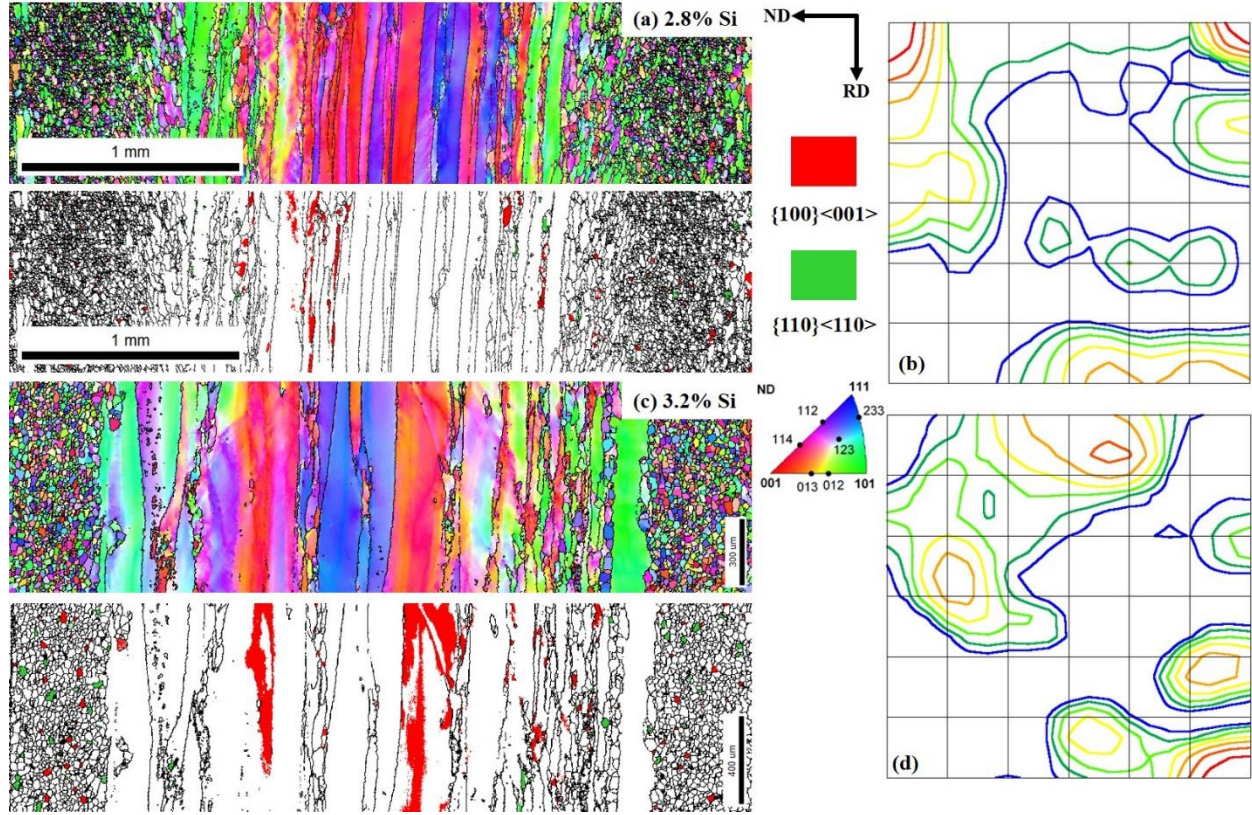 (a) 2.8% Si
1 mm
1 mm
ND
RD
{100}<001>
{110}<110>
(b)
(c) 3.2% Si
300 um
400 um
ND
111
112
233
114
123
001
013
012
101
(d)